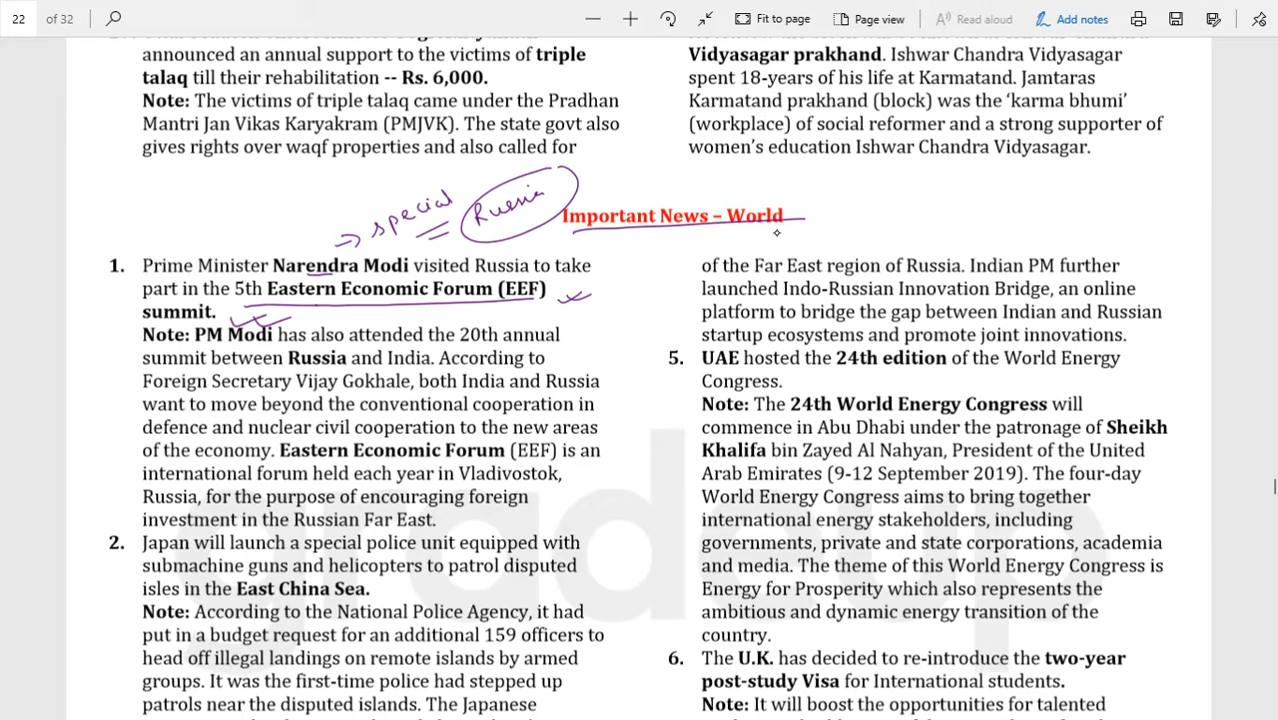 22 of 32 Fit to page Page view Read aloud Add notes
announced an annual support to the victims of triple
talaq till their rehabilitation -- Rs. 6,000.
Note: The victims of triple talaq came under the Pradhan
Mantri Jan Vikas Karyakram (PMJVK). The state govt also
gives rights over waqf properties and also called for
Vidyasagar prakhand. Ishwar Chandra Vidyasagar
spent 18-years of his life at Karmatand. Jamtaras
Karmatand prakhand (block) was the ‘karma bhumi’
(workplace) of social reformer and a strong supporter of
women’s education Ishwar Chandra Vidyasagar.
→ special Russia
Important News – World
1. Prime Minister Narendra Modi visited Russia to take
part in the 5th Eastern Economic Forum (EEF)
summit.
Note: PM Modi has also attended the 20th annual
summit between Russia and India. According to
Foreign Secretary Vijay Gokhale, both India and Russia
want to move beyond the conventional cooperation in
defence and nuclear civil cooperation to the new areas
of the economy. Eastern Economic Forum (EEF) is an
international forum held each year in Vladivostok,
Russia, for the purpose of encouraging foreign
investment in the Russian Far East.
2. Japan will launch a special police unit equipped with
submachine guns and helicopters to patrol disputed
isles in the East China Sea.
Note: According to the National Police Agency, it had
put in a budget request for an additional 159 officers to
head off illegal landings on remote islands by armed
groups. It was the first-time police had stepped up
patrols near the disputed islands. The Japanese
of the Far East region of Russia. Indian PM further
launched Indo-Russian Innovation Bridge, an online
platform to bridge the gap between Indian and Russian
startup ecosystems and promote joint innovations.
5. UAE hosted the 24th edition of the World Energy
Congress.
Note: The 24th World Energy Congress will
commence in Abu Dhabi under the patronage of Sheikh
Khalifa bin Zayed Al Nahyan, President of the United
Arab Emirates (9-12 September 2019). The four-day
World Energy Congress aims to bring together
international energy stakeholders, including
governments, private and state corporations, academia
and media. The theme of this World Energy Congress is
Energy for Prosperity which also represents the
ambitious and dynamic energy transition of the
country.
6. The U.K. has decided to re-introduce the two-year
post-study Visa for International students.
Note: It will boost the opportunities for talented
gradeup